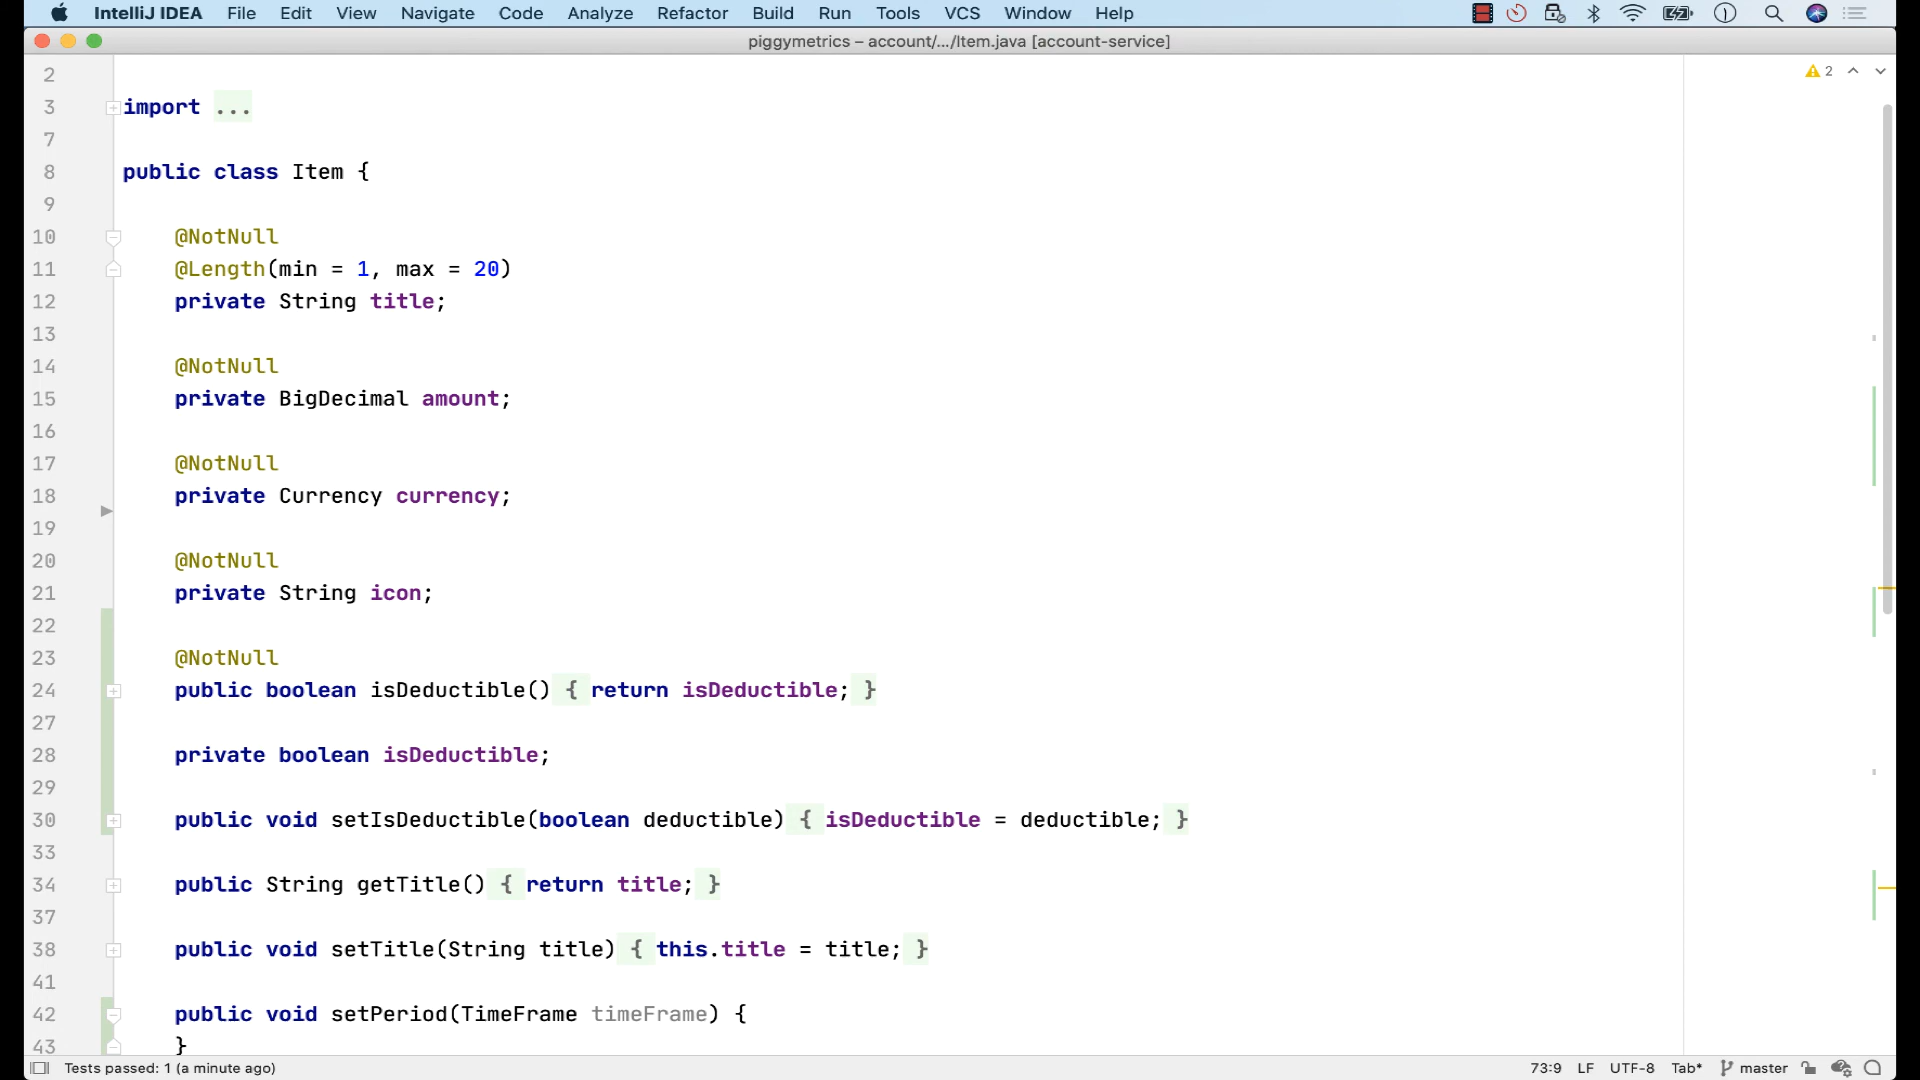 IntelliJ IDEA File Edit View Navigate Code Analyze Refactor Build Run Tools VCS Window Help
piggymetrics – account/.../Item.java [account-service]
2
2
3 import ...
7
8 public class Item {
9
10 @NotNull
11 @Length(min = 1, max = 20)
12 private String title;
13
14 @NotNull
15 private BigDecimal amount;
16
17 @NotNull
18 private Currency currency;
19
20 @NotNull
21 private String icon;
22
23 @NotNull
24 public boolean isDeductible() { return isDeductible; }
27
28 private boolean isDeductible;
29
30 public void setIsDeductible(boolean deductible) { isDeductible = deductible; }
33
34 public String getTitle() { return title; }
37
38 public void setTitle(String title) { this.title = title; }
41
42 public void setPeriod(TimeFrame timeFrame) {
43 }
Tests passed: 1 (a minute ago) 73:9 LF UTF-8 Tab* master